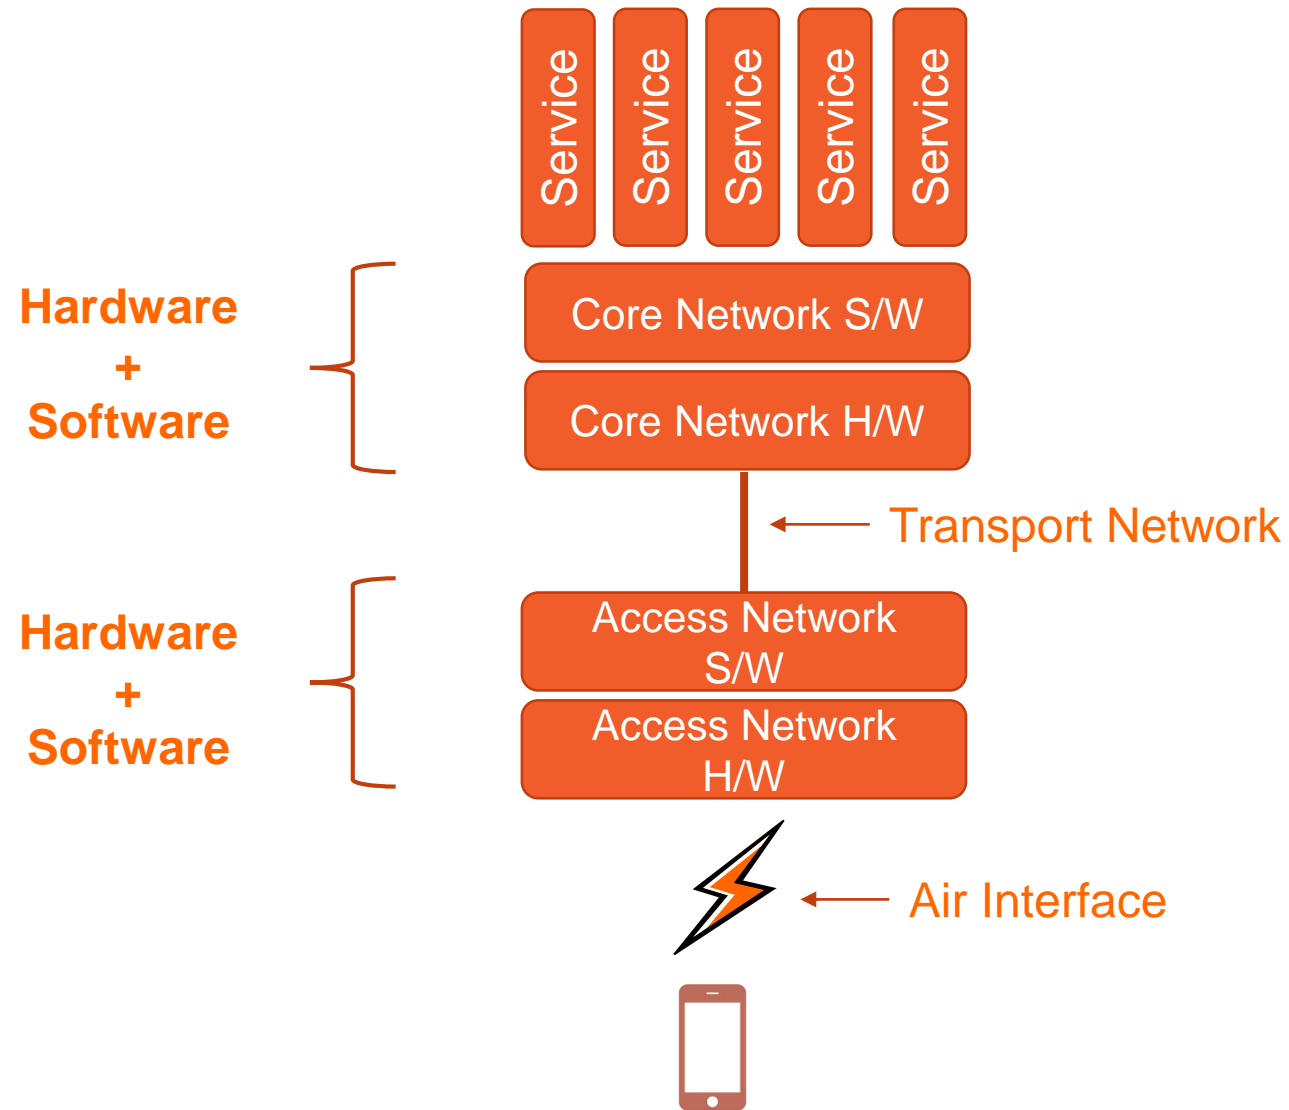 Service
Service
Service
Service
Service
Hardware
+
Software
Core Network S/W
Core Network H/W
Transport Network
Hardware
+
Software
Access Network
S/W
Access Network
H/W
Air Interface